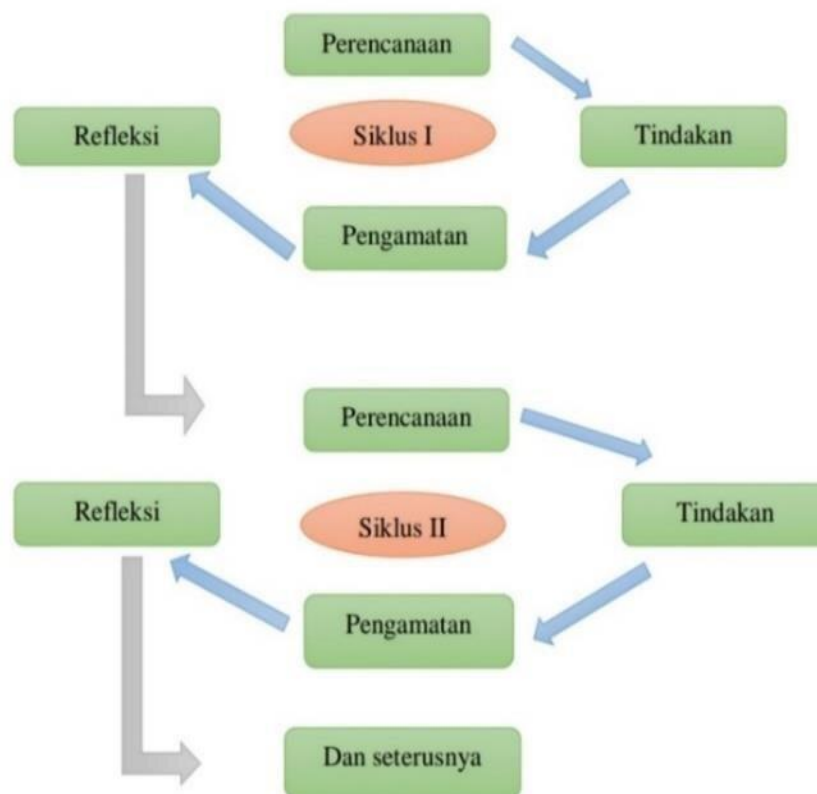 Perencanaan
Refleksi
Siklus I
Tindakan
Pengamatan
Perencanaan
Refleksi
Siklus II
Tindakan
Pengamatan
Dan seterusnya